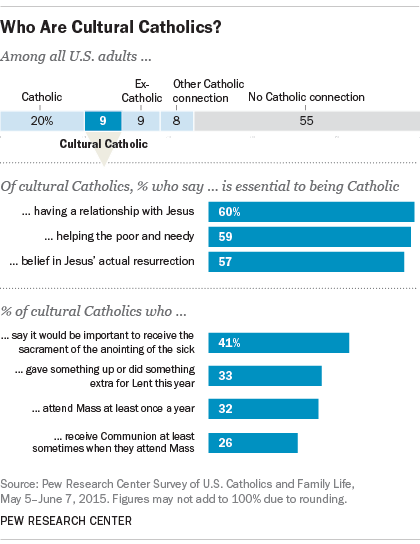 Who Are Cultural Catholics?
Among all U.S. adults ...
Catholic
Ex-
Catholic
Other Catholic
connection
No Catholic connection
20%
9
9
8
55
Cultural Catholic
Of cultural Catholics, % who say ... is essential to being Catholic
... having a relationship with Jesus
60%
... helping the poor and needy
59
... belief in Jesus' actual resurrection
57
% of cultural Catholics who ...
... say it would be important to receive the
sacrament of the anointing of the sick
41%
... gave something up or did something
extra for Lent this year
33
... attend Mass at least once a year
32
... receive Communion at least
sometimes when they attend Mass
26
Source: Pew Research Center Survey of U.S. Catholics and Family Life,
May 5–June 7, 2015. Figures may not add to 100% due to rounding.
PEW RESEARCH CENTER